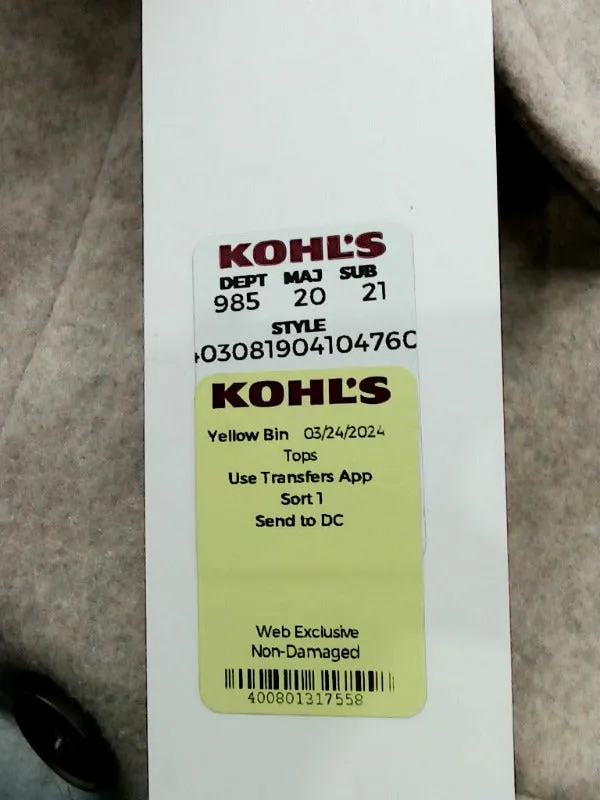 KOHL'S
DEPT MAJ SUB
985 20 21
STYLE
40308190410476C
KOHL'S
Yellow Bin 03/24/2024
Tops
Use Transfers App
Sort 1
Send to DC
Web Exclusive
Non-Damaged
400801317558